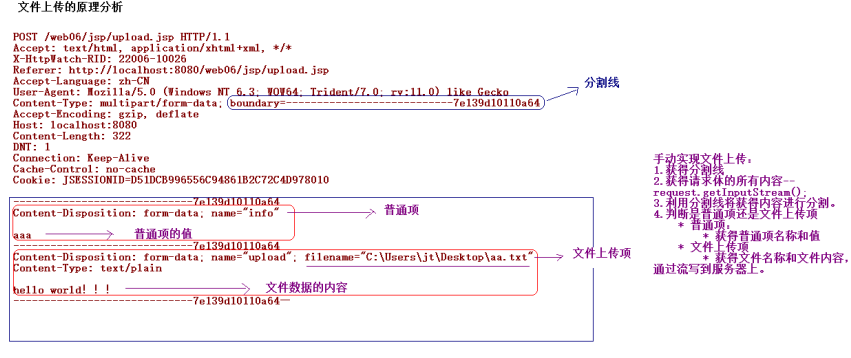 文件上传的原理分析
POST /web06/jsp/upload.jsp HTTP/1.1
Accept: text/html, application/xhtml+xml, */*
X-HttpWatch-RID: 22006-10026
Referer: http://localhost:8080/web06/jsp/upload.jsp
Accept-Language: zh-CN
User-Agent: Mozilla/5.0 (Windows NT 6.3; WOW64; Trident/7.0; rv:11.0) like Gecko
Content-Type: multipart/form-data; boundary=---------------------------7e139d10110a64
分割线
Accept-Encoding: gzip, deflate
Host: localhost:8080
Content-Length: 322
DNT: 1
Connection: Keep-Alive
Cache-Control: no-cache
Cookie: JSESSIONID=D51DCB996556C94861B2C72C4D978010
-----------------------------7e139d10110a64
Content-Disposition: form-data; name="info"
普通项
aaa
普通项的值
-----------------------------7e139d10110a64
Content-Disposition: form-data; name="upload"; filename="C:\Users\jt\Desktop\aa.txt"
文件上传项
Content-Type: text/plain
hello world！！！
文件数据的内容
-----------------------------7e139d10110a64--
手动实现文件上传：
1.获得分割线
2.获得请求体的所有内容--
request.getInputStream();
3.利用分割线将获得内容进行分割。
4.判断是普通项还是文件上传项
* 普通项：
* 获得普通项名称和值
* 文件上传项
* 获得文件名称和文件内容,
通过流写到服务器上。